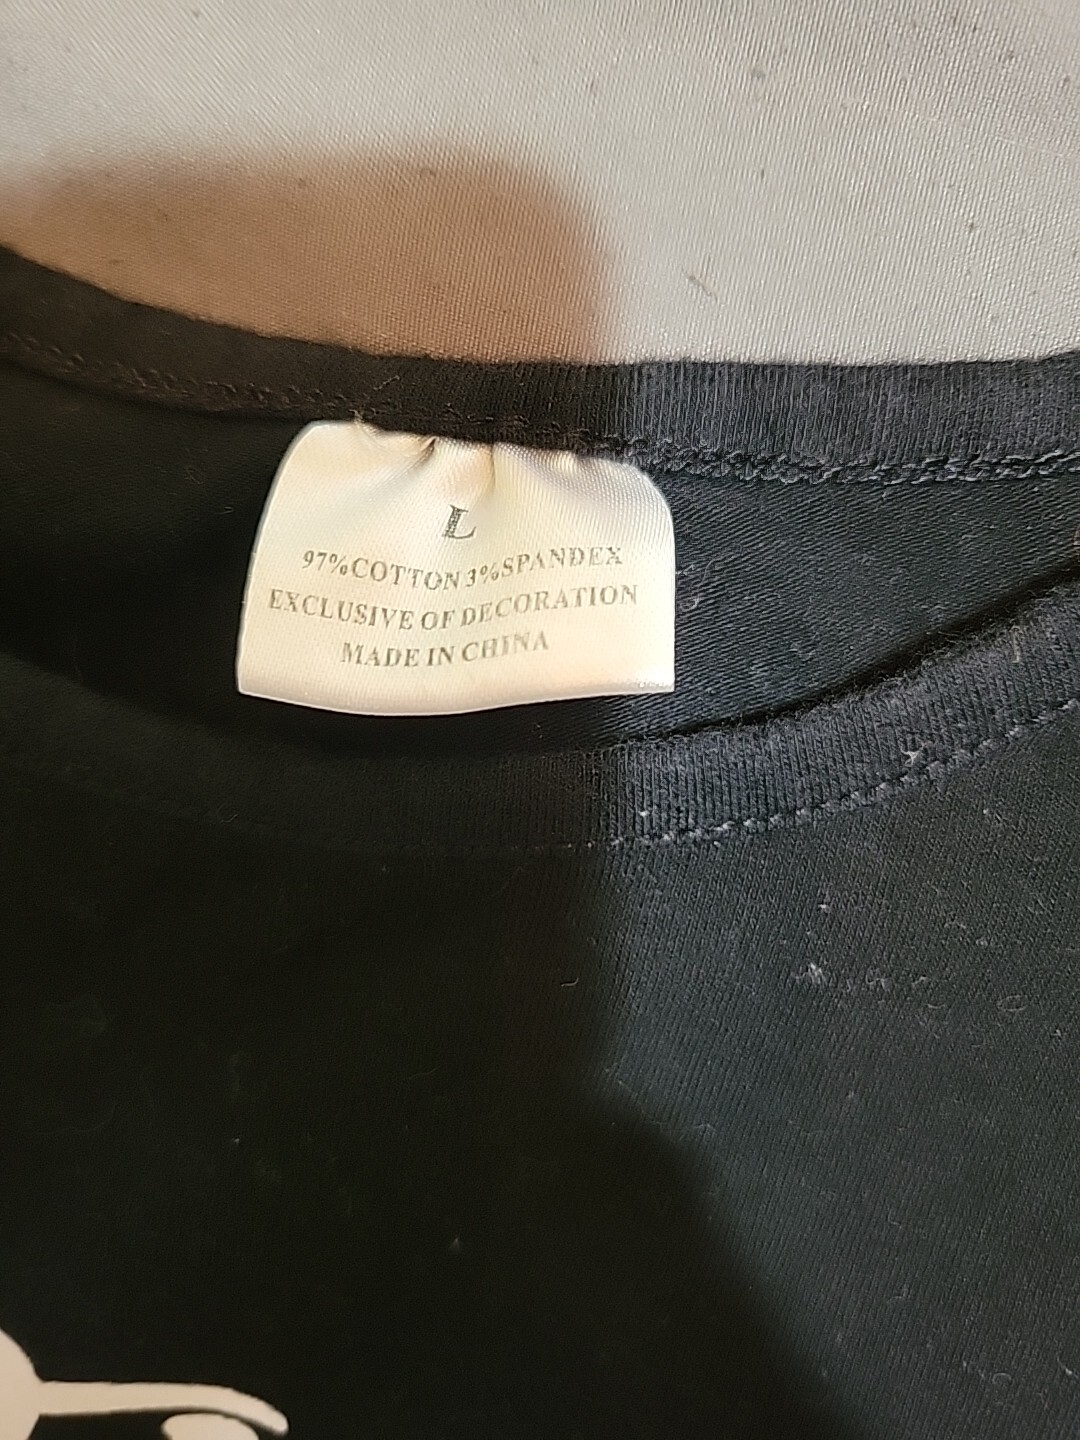 L
97%COTTON 3%SPANDEX
EXCLUSIVE OF DECORATION
MADE IN CHINA